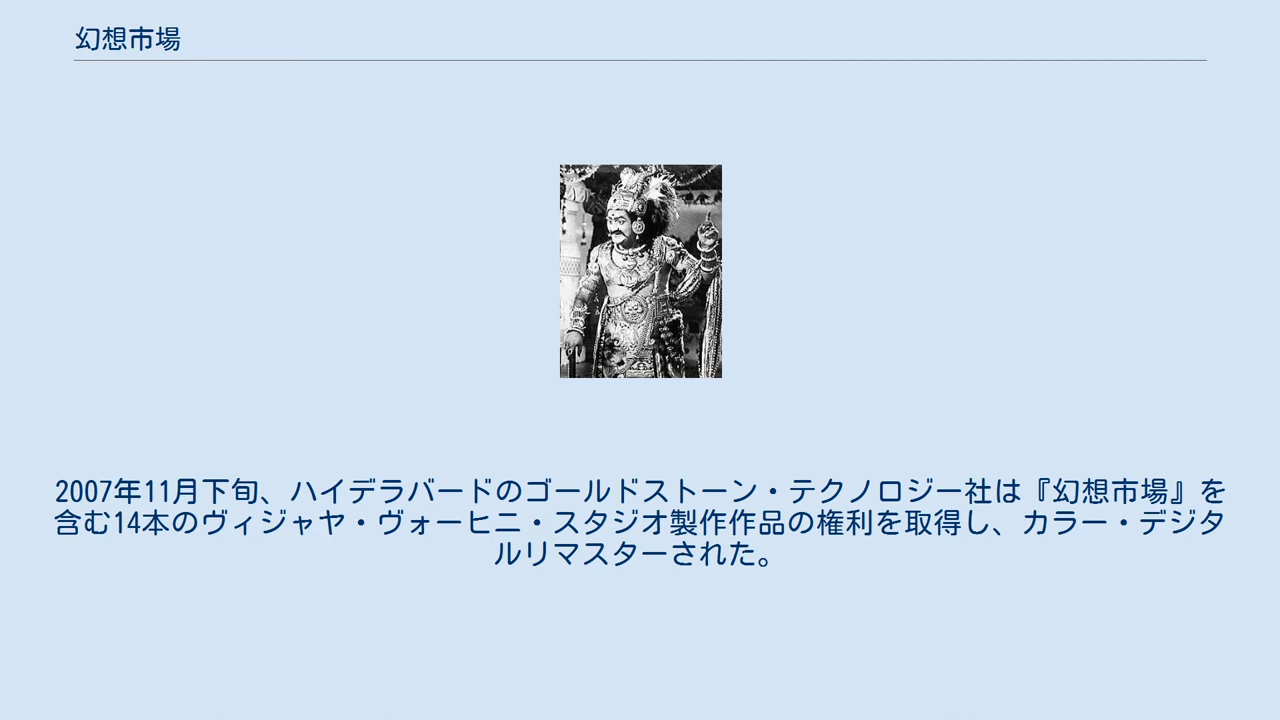 幻想市場
2007年11月下旬、ハイデラバードのゴールドストーン・テクノロジー社は『幻想市場』を
含む14本のヴィジャヤ・ヴォーヒニ・スタジオ製作作品の権利を取得し、カラー・デジタ
ルリマスターされた。